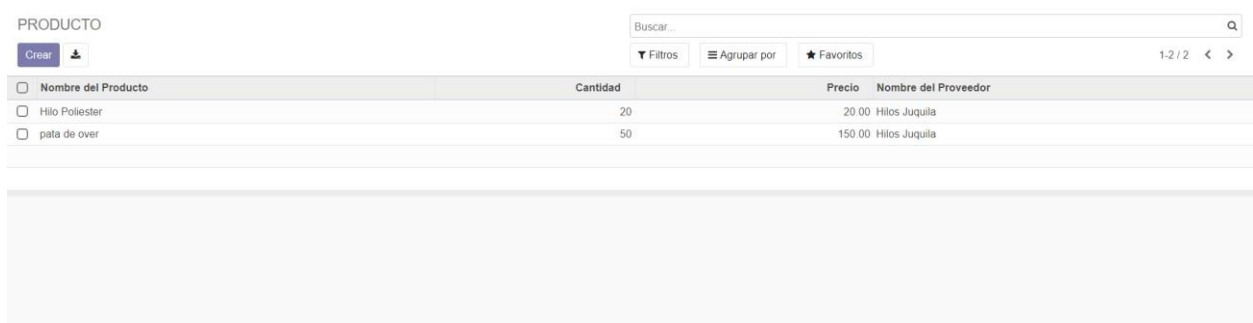 PRODUCTO
Buscar...
Crear
Filtros Agrupar por Favoritos 1-2 / 2
Nombre del Producto Cantidad Precio Nombre del Proveedor
Hilo Poliester 20 20.00 Hilos Juquila
pata de over 50 150.00 Hilos Juquila